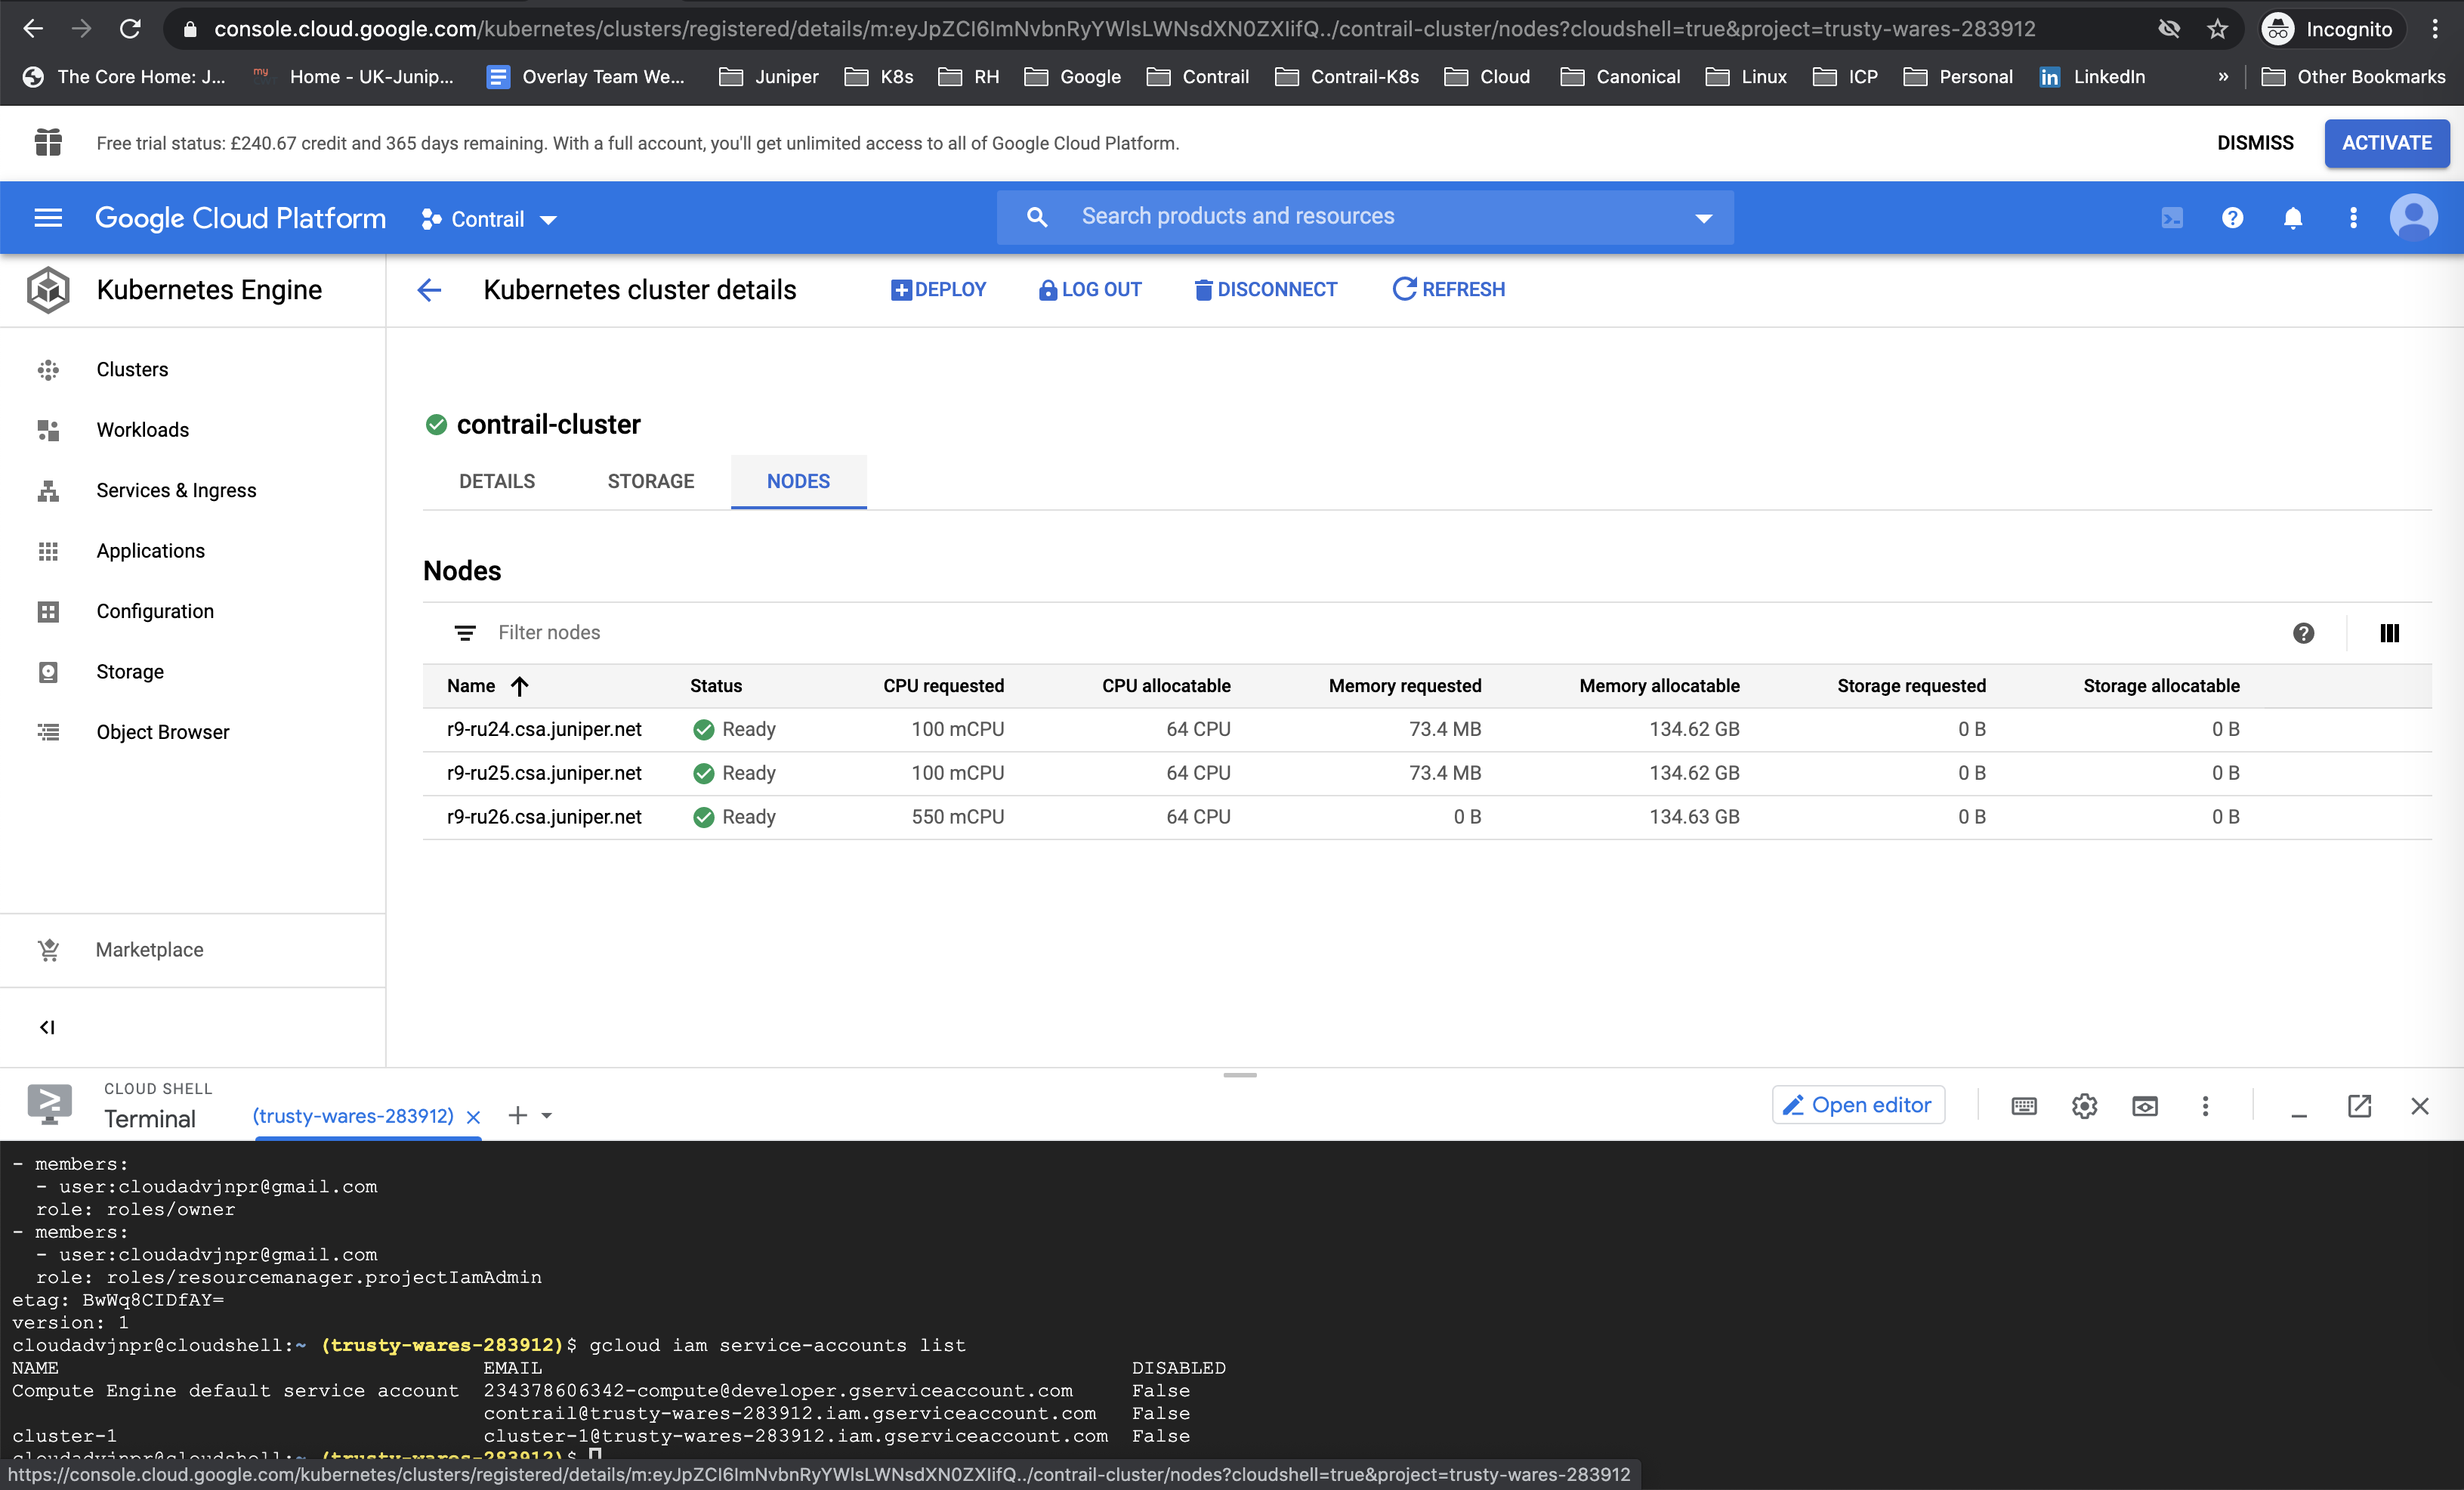 console.cloud.google.com/kubernetes/clusters/registered/details/m:eyJpZCI6ImNvbnRyYWlsLWNsdXN0ZXIifQ../contrail-cluster/nodes?cloudshell=true&project=trusty-wares-283912
Incognito
The Core Home: J...
my
Home - UK-Junip...
Overlay Team We...
Juniper
K8s
RH
Google
Contrail
Contrail-K8s
Cloud
Canonical
Linux
ICP
Personal
in
LinkedIn
»
Other Bookmarks
Free trial status: £240.67 credit and 365 days remaining. With a full account, you'll get unlimited access to all of Google Cloud Platform.
DISMISS
ACTIVATE
Google Cloud Platform
Contrail
Search products and resources
Kubernetes Engine
Kubernetes cluster details
DEPLOY
LOG OUT
DISCONNECT
REFRESH
Clusters
Workloads
Services & Ingress
Applications
Configuration
Storage
Object Browser
Marketplace
contrail-cluster
DETAILS STORAGE NODES
Nodes
Filter nodes
Name Status CPU requested CPU allocatable Memory requested Memory allocatable Storage requested Storage allocatable
r9-ru24.csa.juniper.net Ready 100 mCPU 64 CPU 73.4 MB 134.62 GB 0 B 0 B
r9-ru25.csa.juniper.net Ready 100 mCPU 64 CPU 73.4 MB 134.62 GB 0 B 0 B
r9-ru26.csa.juniper.net Ready 550 mCPU 64 CPU 0 B 134.63 GB 0 B 0 B
CLOUD SHELL
Terminal
(trusty-wares-283912)
Open editor
- members:
- user:cloudadvjnpr@gmail.com
role: roles/owner
- members:
- user:cloudadvjnpr@gmail.com
role: roles/resourcemanager.projectIamAdmin
etag: BwWq8CIDfAY=
version: 1
cloudadvjnpr@cloudshell:~ (trusty-wares-283912)$ gcloud iam service-accounts list
NAME EMAIL DISABLED
Compute Engine default service account 234378606342-compute@developer.gserviceaccount.com False
contrail@trusty-wares-283912.iam.gserviceaccount.com False
cluster-1 cluster-1@trusty-wares-283912.iam.gserviceaccount.com False
cloudadvjnpr@cloudshell:~ (trusty-wares-283912)$
https://console.cloud.google.com/kubernetes/clusters/registered/details/m:eyJpZCI6ImNvbnRyYWlsLWNsdXN0ZXIifQ../contrail-cluster/nodes?cloudshell=true&project=trusty-wares-283912